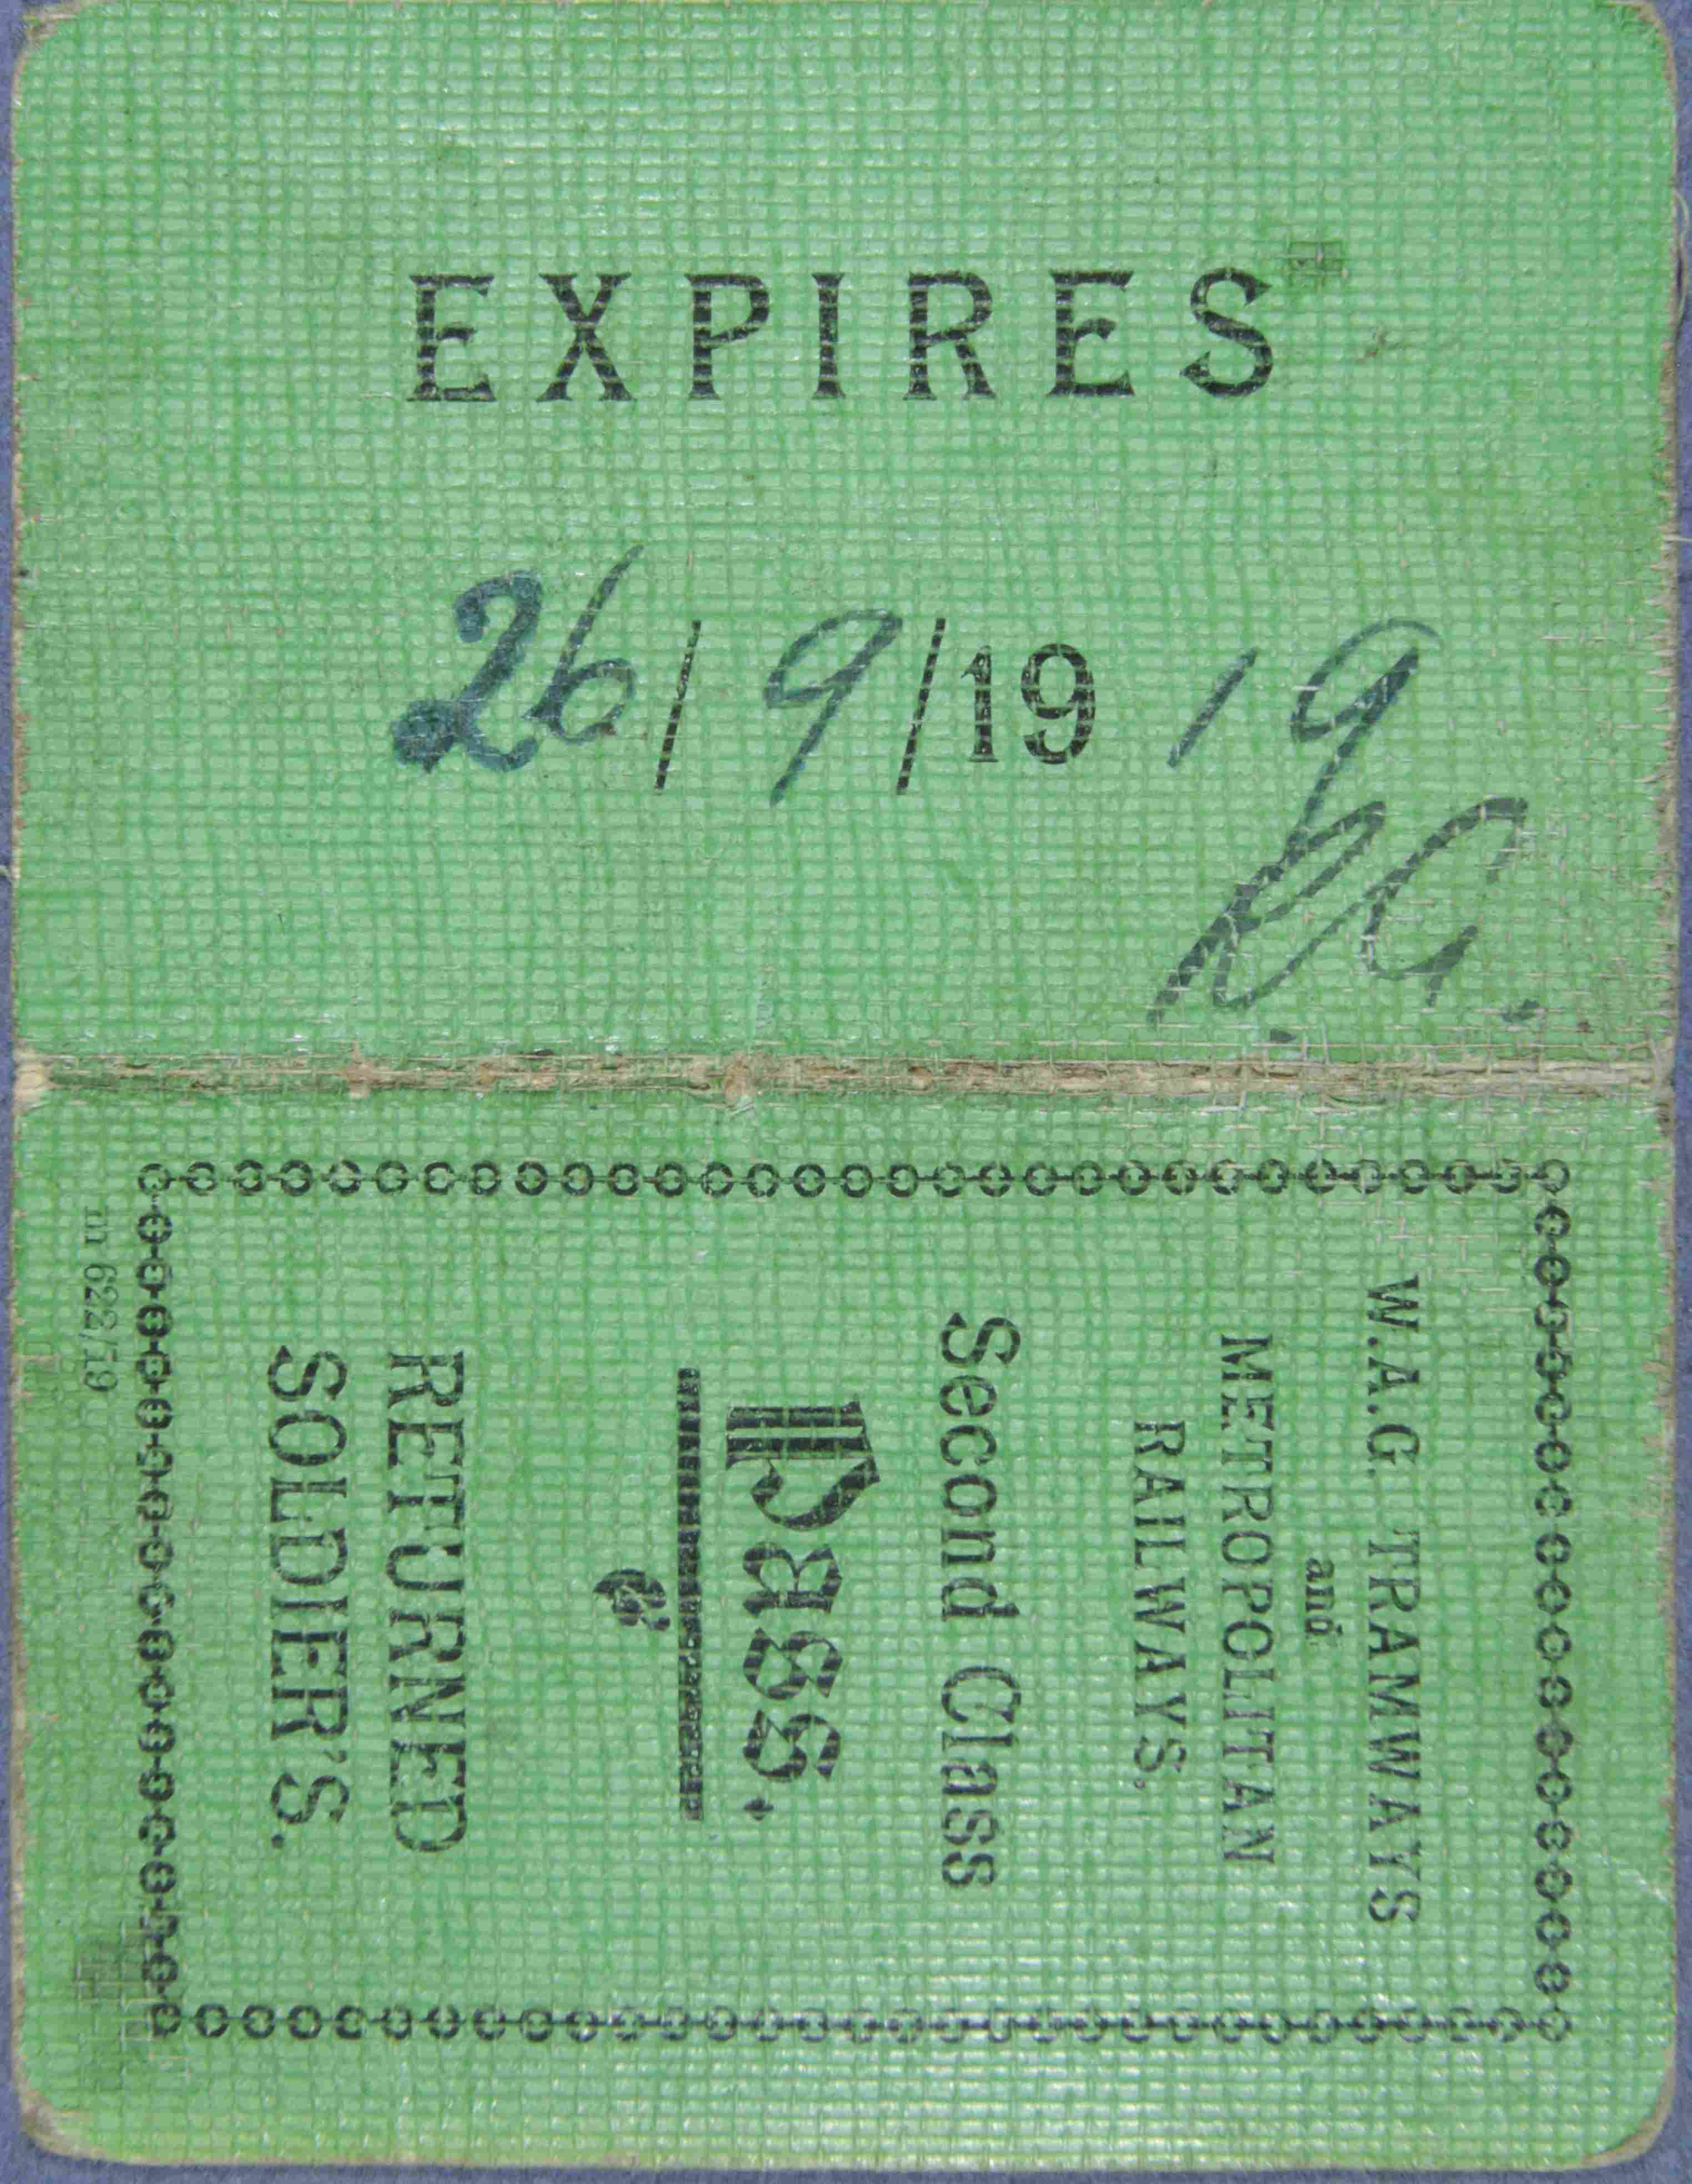 EXPIRES
26/9/1919
W.A.G. TRAMWAYS
and
METROPOLITAN
RAILWAYS.
Second Class
Pass.
RETURNED
SOLDIER'S.
622/19